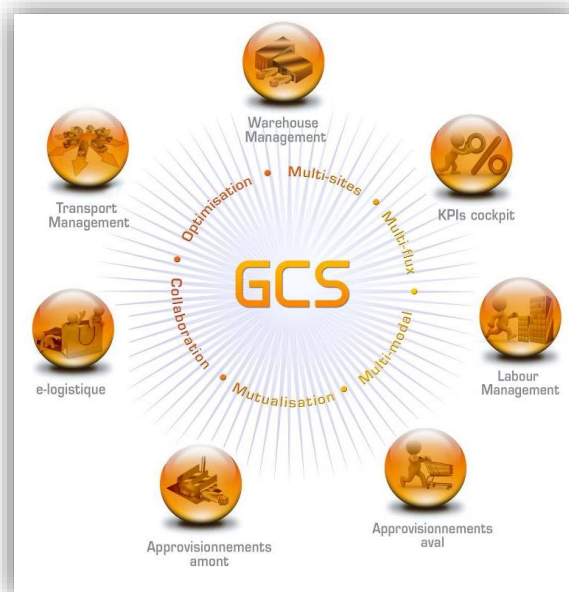 Warehouse
Management
Transport
Management
KPIs cockpit
Optimisation
Multi-sites
Multi-flux
Multi-modal
Mutualisation
Collaboration
GCS
e-logistique
Labour
Management
Approvisionnements
amont
Approvisionnements
aval